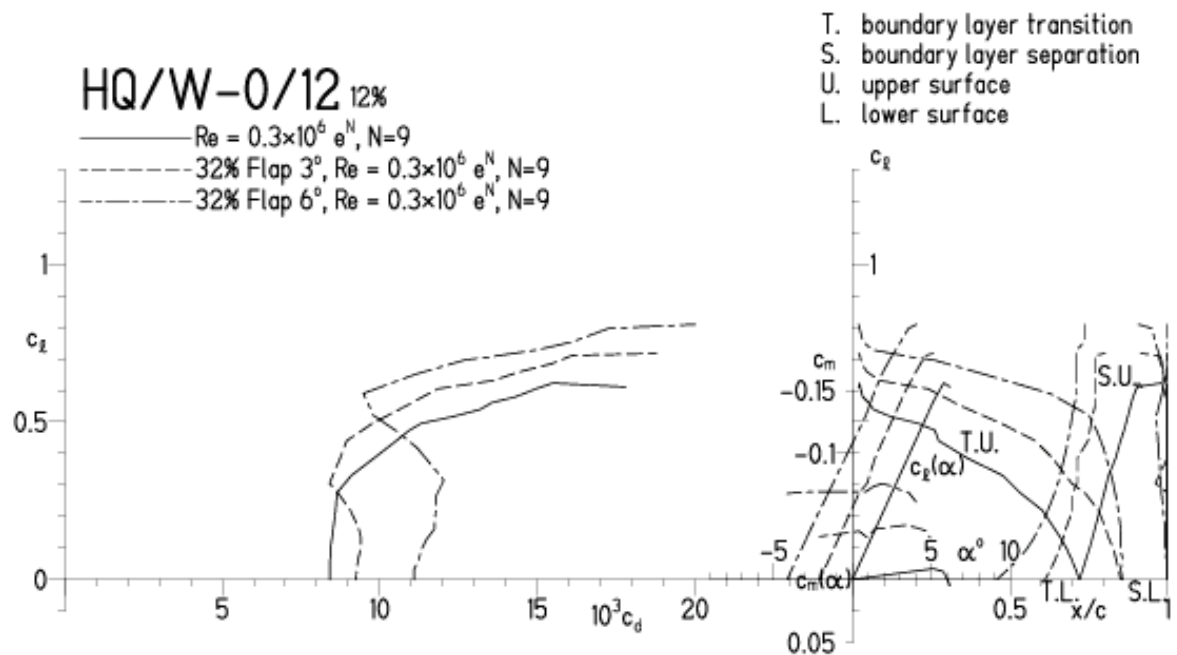 T. boundary layer transition
S. boundary layer separation
U. upper surface
L. lower surface
HQ/W-0/12 12%
Re = 0.3×10⁶ eᴺ, N=9
32% Flap 3°, Re = 0.3×10⁶ eᴺ, N=9
32% Flap 6°, Re = 0.3×10⁶ eᴺ, N=9
cℓ
1 1
cℓ cm
-0.15 S.U.
0.5 T.U.
-0.1 cℓ(α)
-5 5 α° 10
0 cm(α) T.L. S.L.
5 10 15 10³cd 20 0.5 x/c 1
0.05